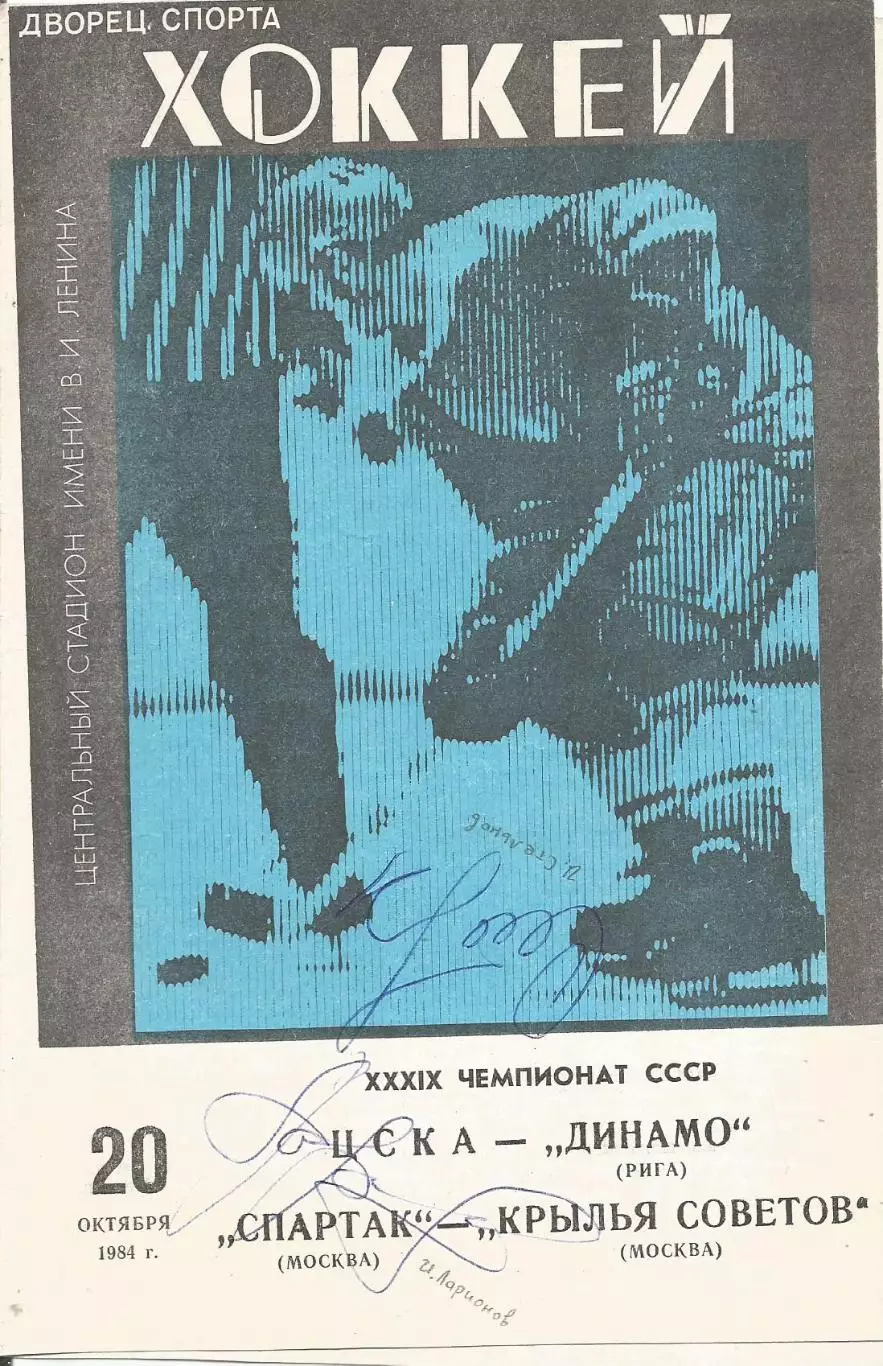 ДВОРЕЦ СПОРТА
ХОККЕЙ
ЦЕНТРАЛЬНЫЙ СТАДИОН ИМЕНИ В. И. ЛЕНИНА
И. Стельнов
XXXIX ЧЕМПИОНАТ СССР
20
ОКТЯБРЯ
1984 г.
ЦСКА — „ДИНАМО“
(РИГА)
„СПАРТАК“ — „КРЫЛЬЯ СОВЕТОВ“
(МОСКВА) (МОСКВА)
И. Ларионов